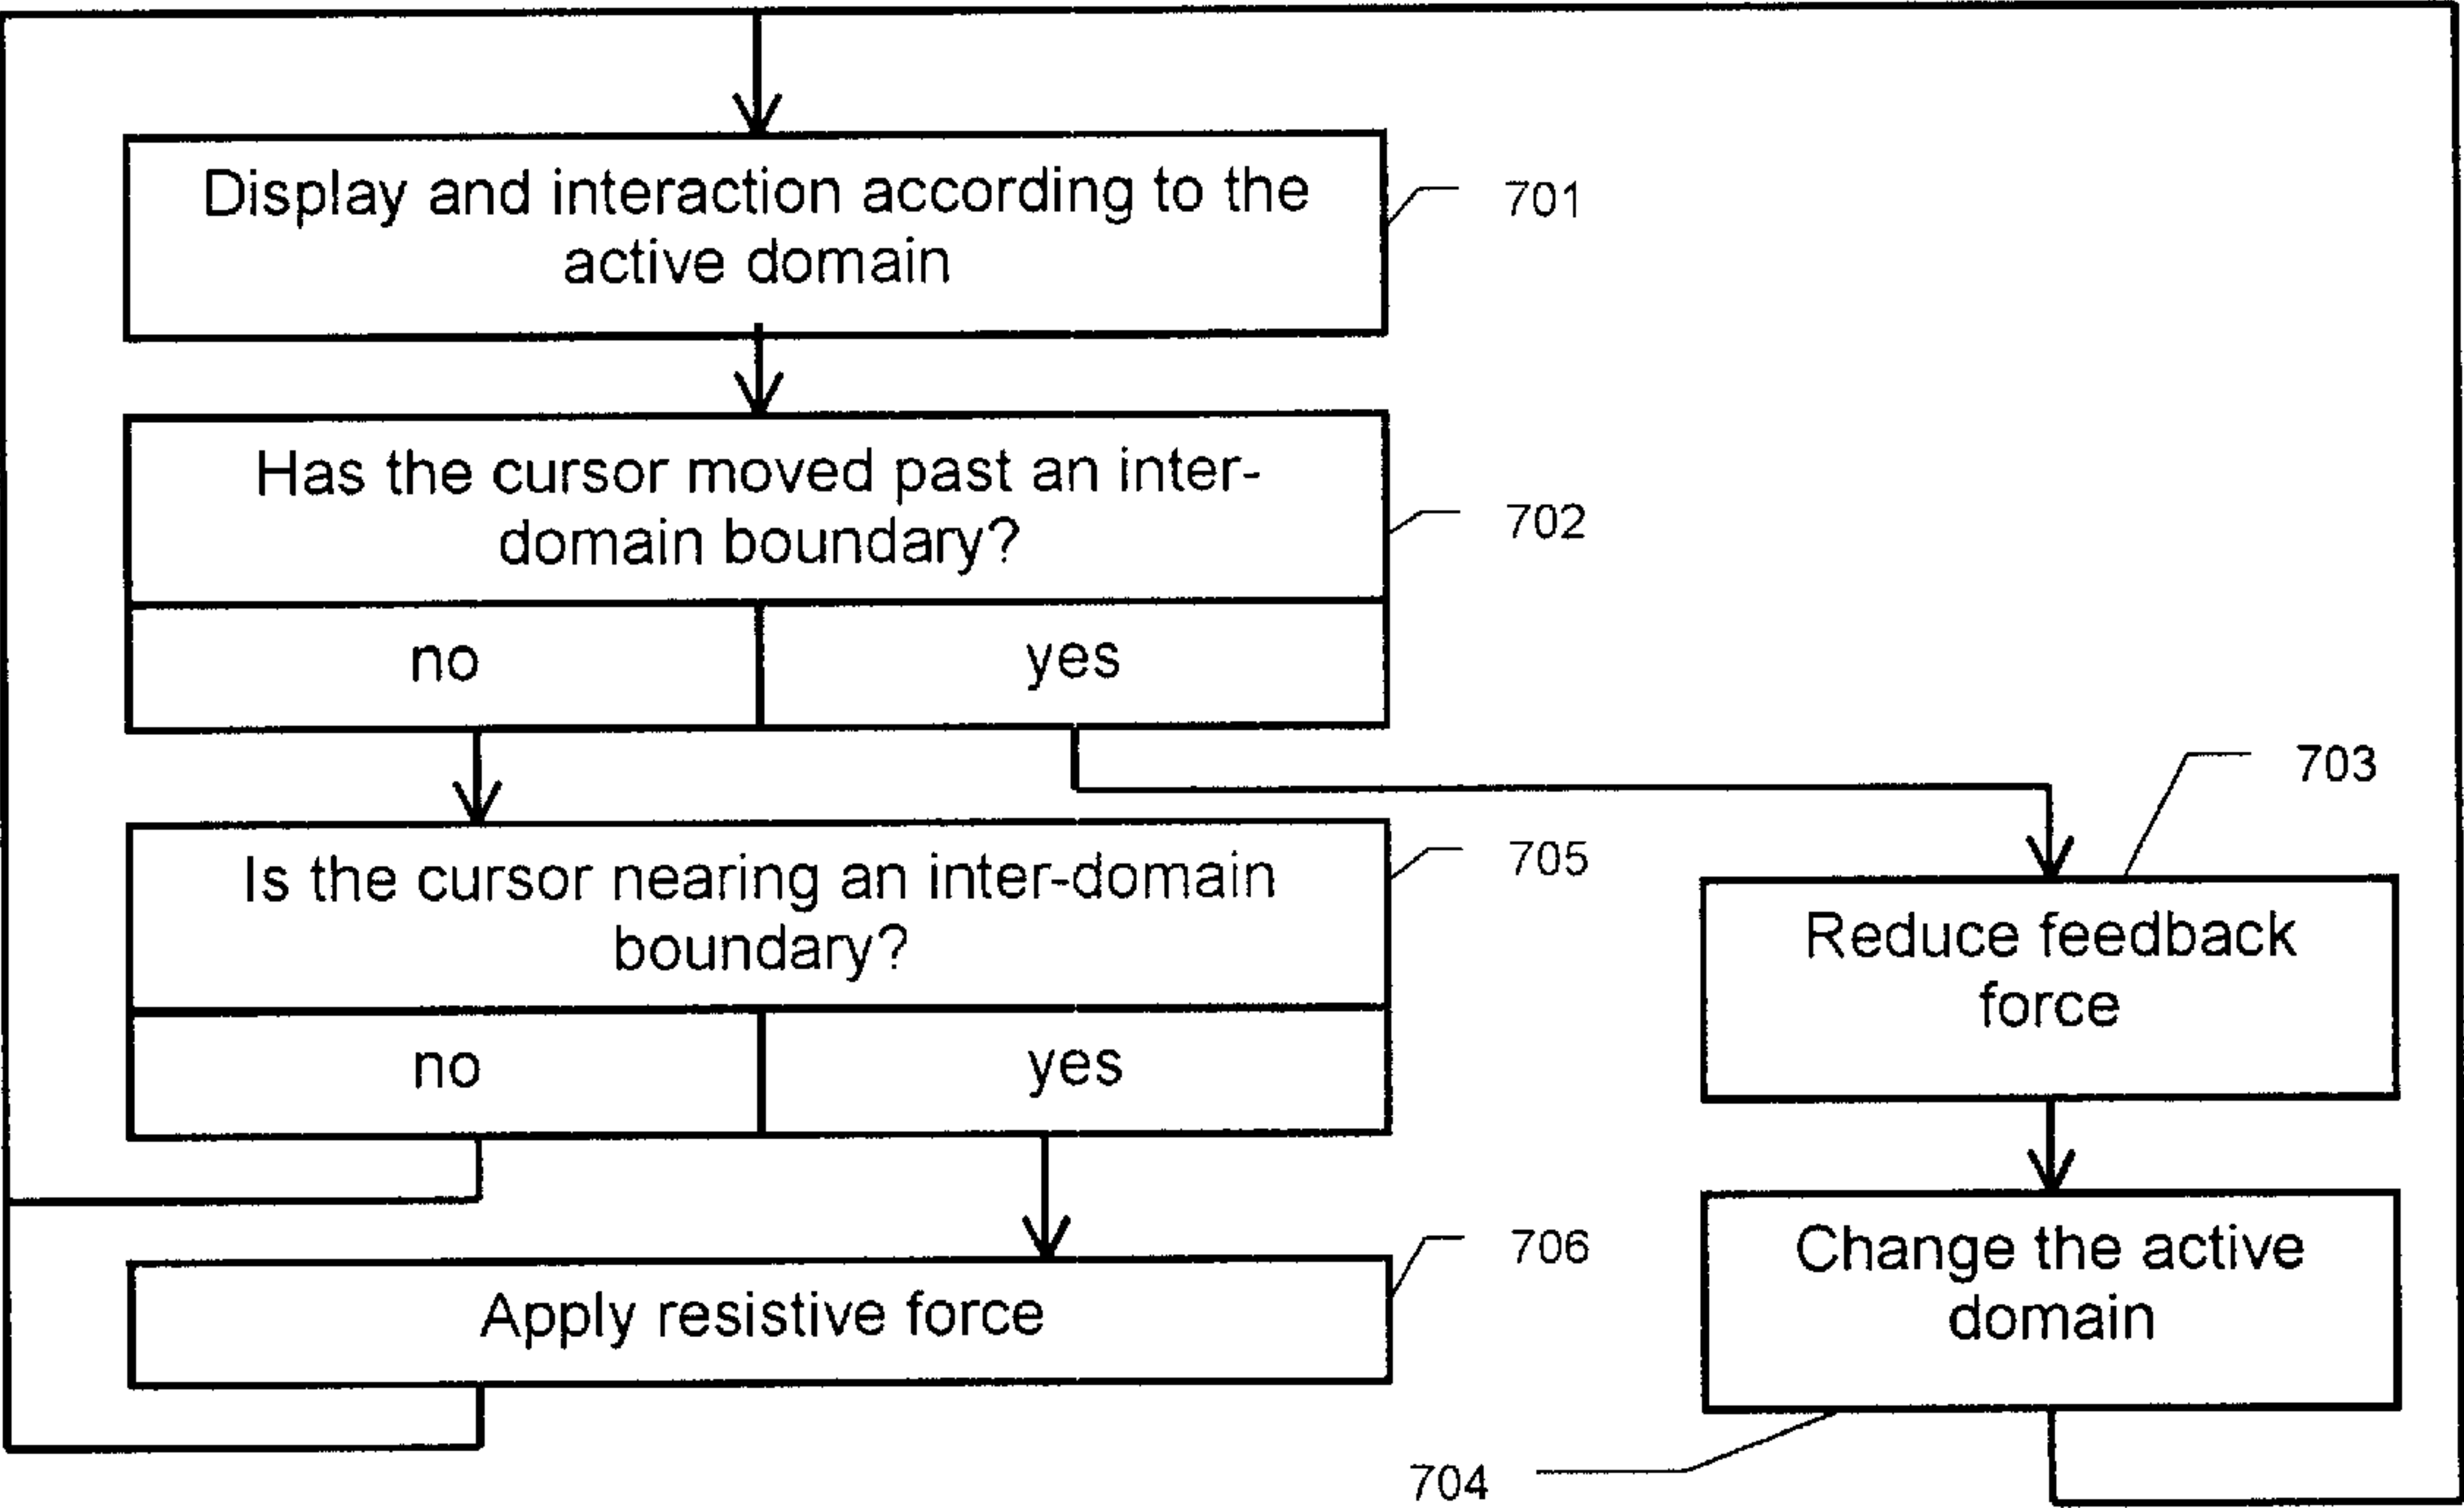 Display and interaction according to the
active domain
701
Has the cursor moved past an inter-
domain boundary?
702
no
yes
703
Is the cursor nearing an inter-domain
boundary?
705
no
yes
Reduce feedback
force
Apply resistive force
706
Change the active
domain
704